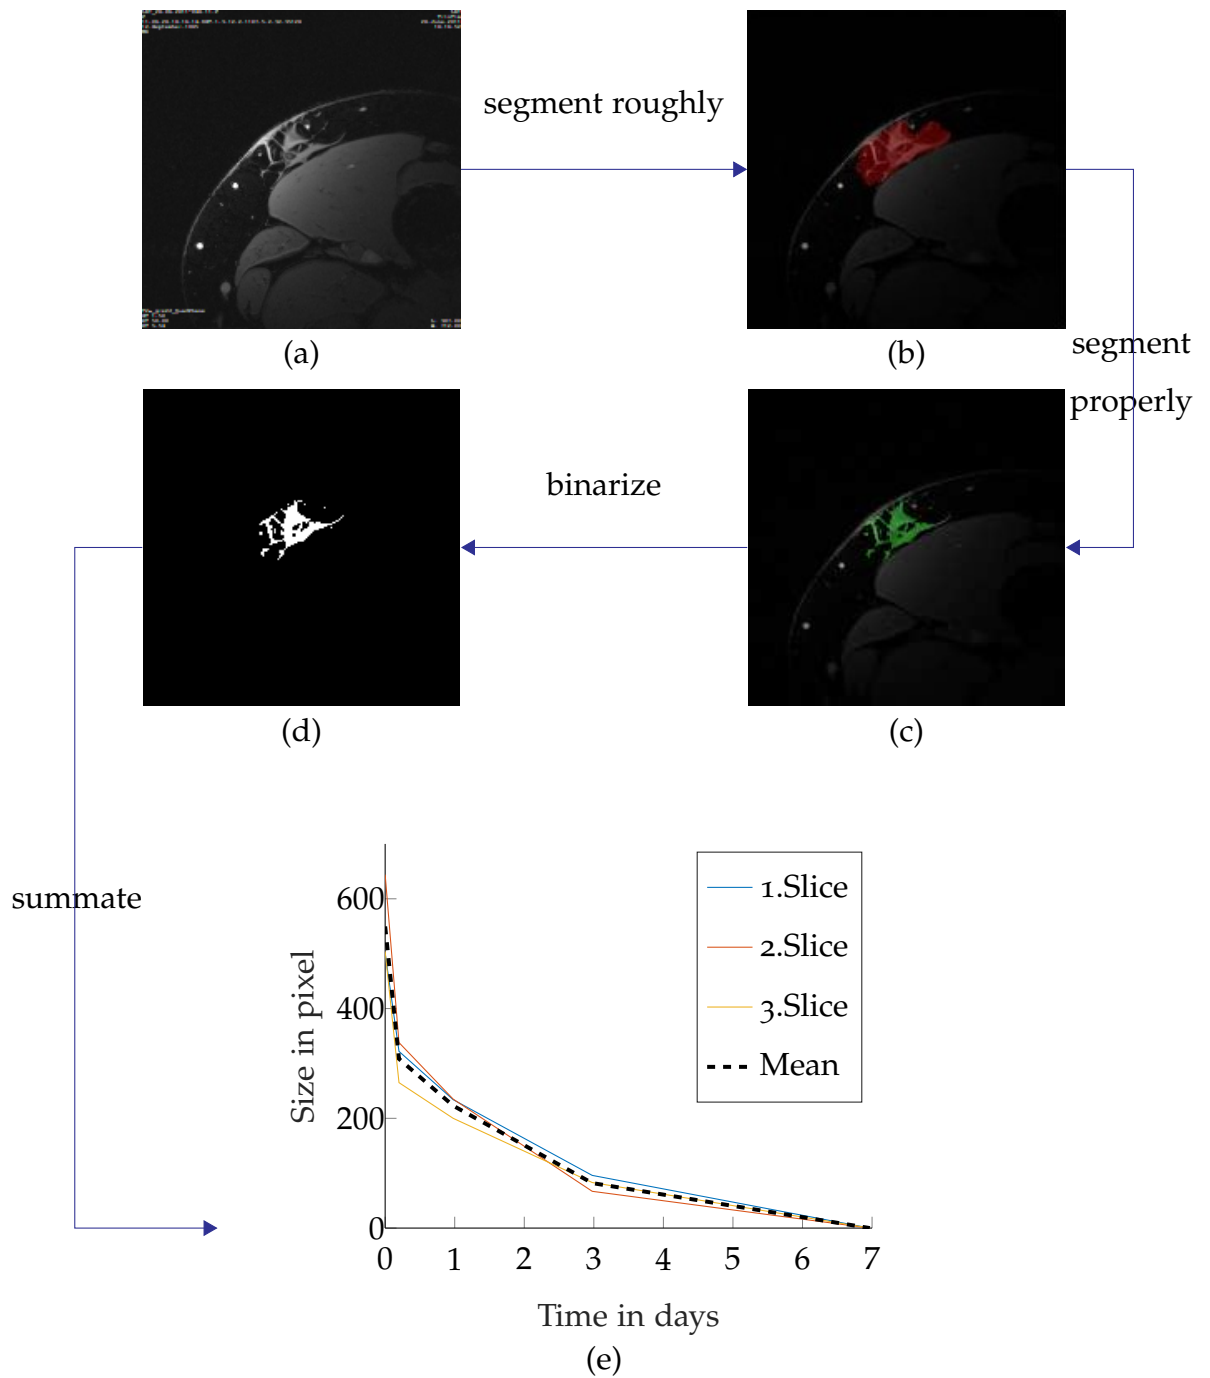 segment roughly
(a)
(b)
segment
properly
binarize
(d)
(c)
summate
600
400
200
0
Size in pixel
1.Slice
2.Slice
3.Slice
Mean
0 1 2 3 4 5 6 7
Time in days
(e)